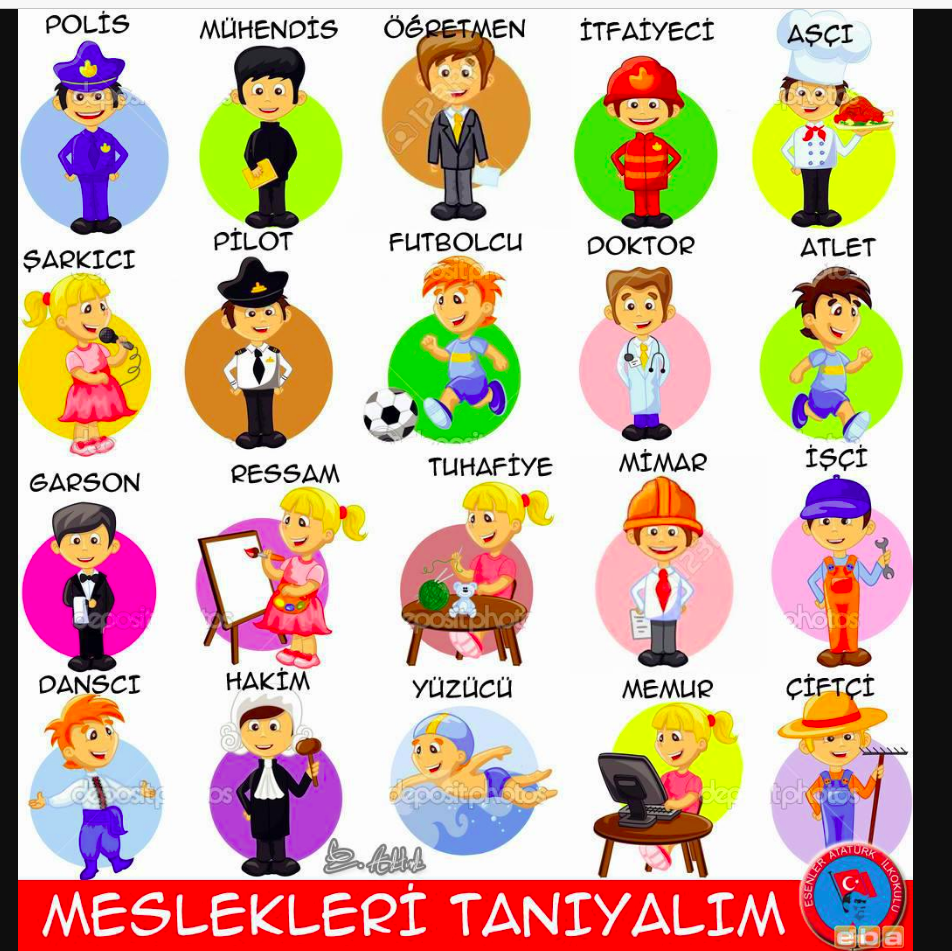 POLİS MÜHENDİS ÖĞRETMEN İTFAİYECİ AŞÇI
ŞARKICI PİLOT FUTBOLCU DOKTOR ATLET
GARSON RESSAM TUHAFİYE MİMAR İŞÇİ
DANSCI HAKİM YÜZÜCÜ MEMUR ÇİFTÇİ
MESLEKLERİ TANIYALIM
ESENLER ATATÜRK İLKOKULU
eba
depositphotos